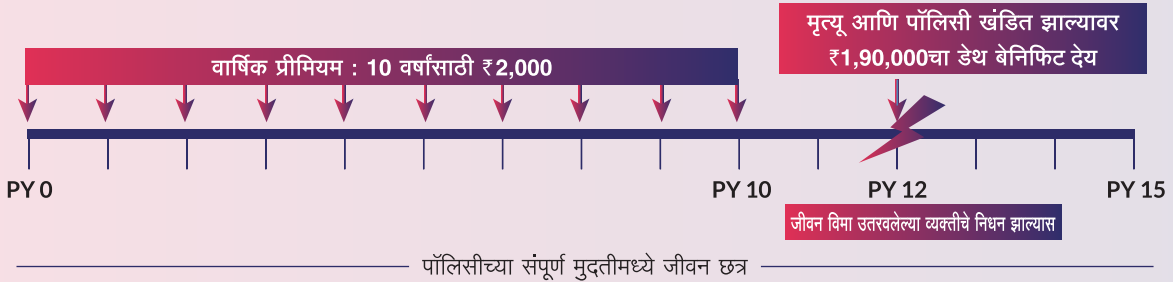 मृत्यू आणि पॉलिसी खंडित झाल्यावर
₹1,90,000चा डेथ बेनिफिट देय
वार्षिक प्रीमियम : 10 वर्षांसाठी ₹2,000
PY 0
PY 10
PY 12
PY 15
जीवन विमा उतरवलेल्या व्यक्तीचे निधन झाल्यास
पॉलिसीच्या संपूर्ण मुदतीमध्ये जीवन छत्र